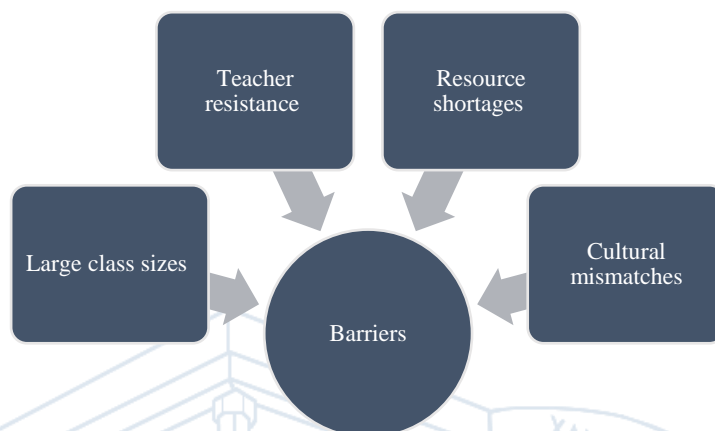 Teacher
resistance
Resource
shortages
Large class sizes
Cultural
mismatches
Barriers